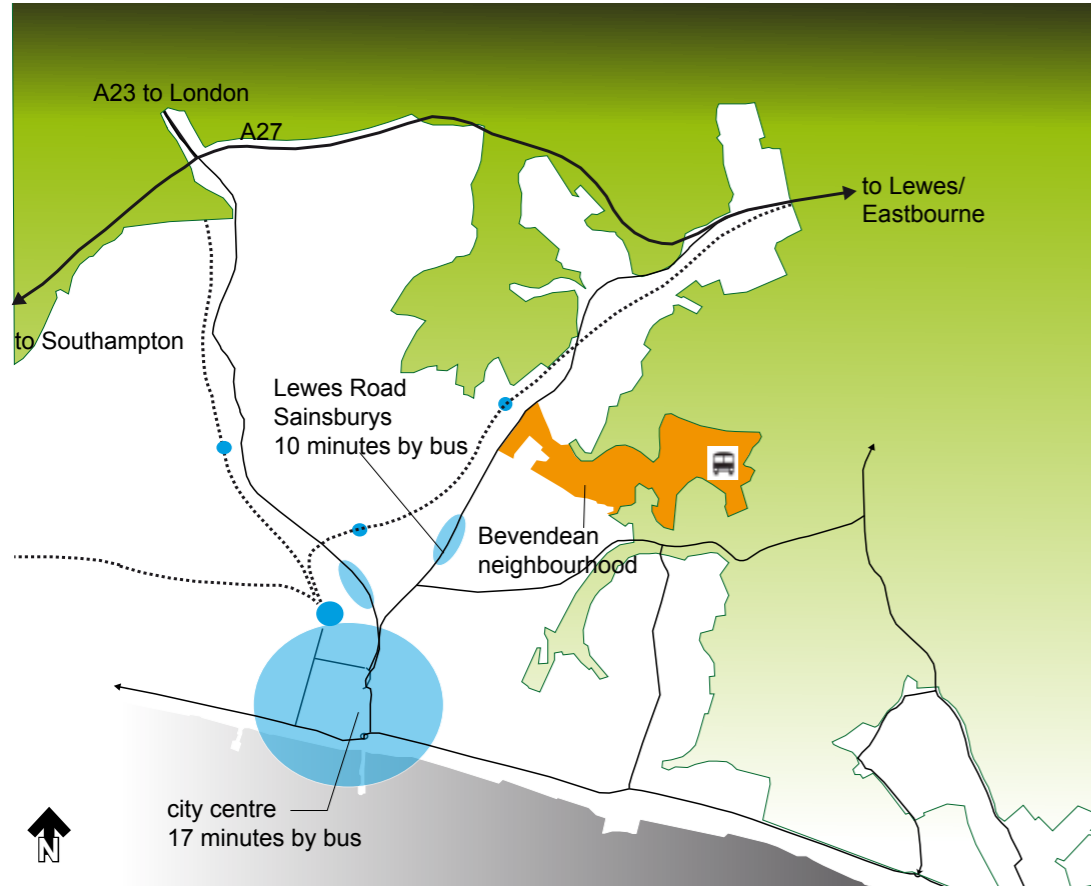 A23 to London
A27
to Lewes/
Eastbourne
to Southampton
Lewes Road
Sainsburys
10 minutes by bus
Bevendean
neighbourhood
city centre
17 minutes by bus
N